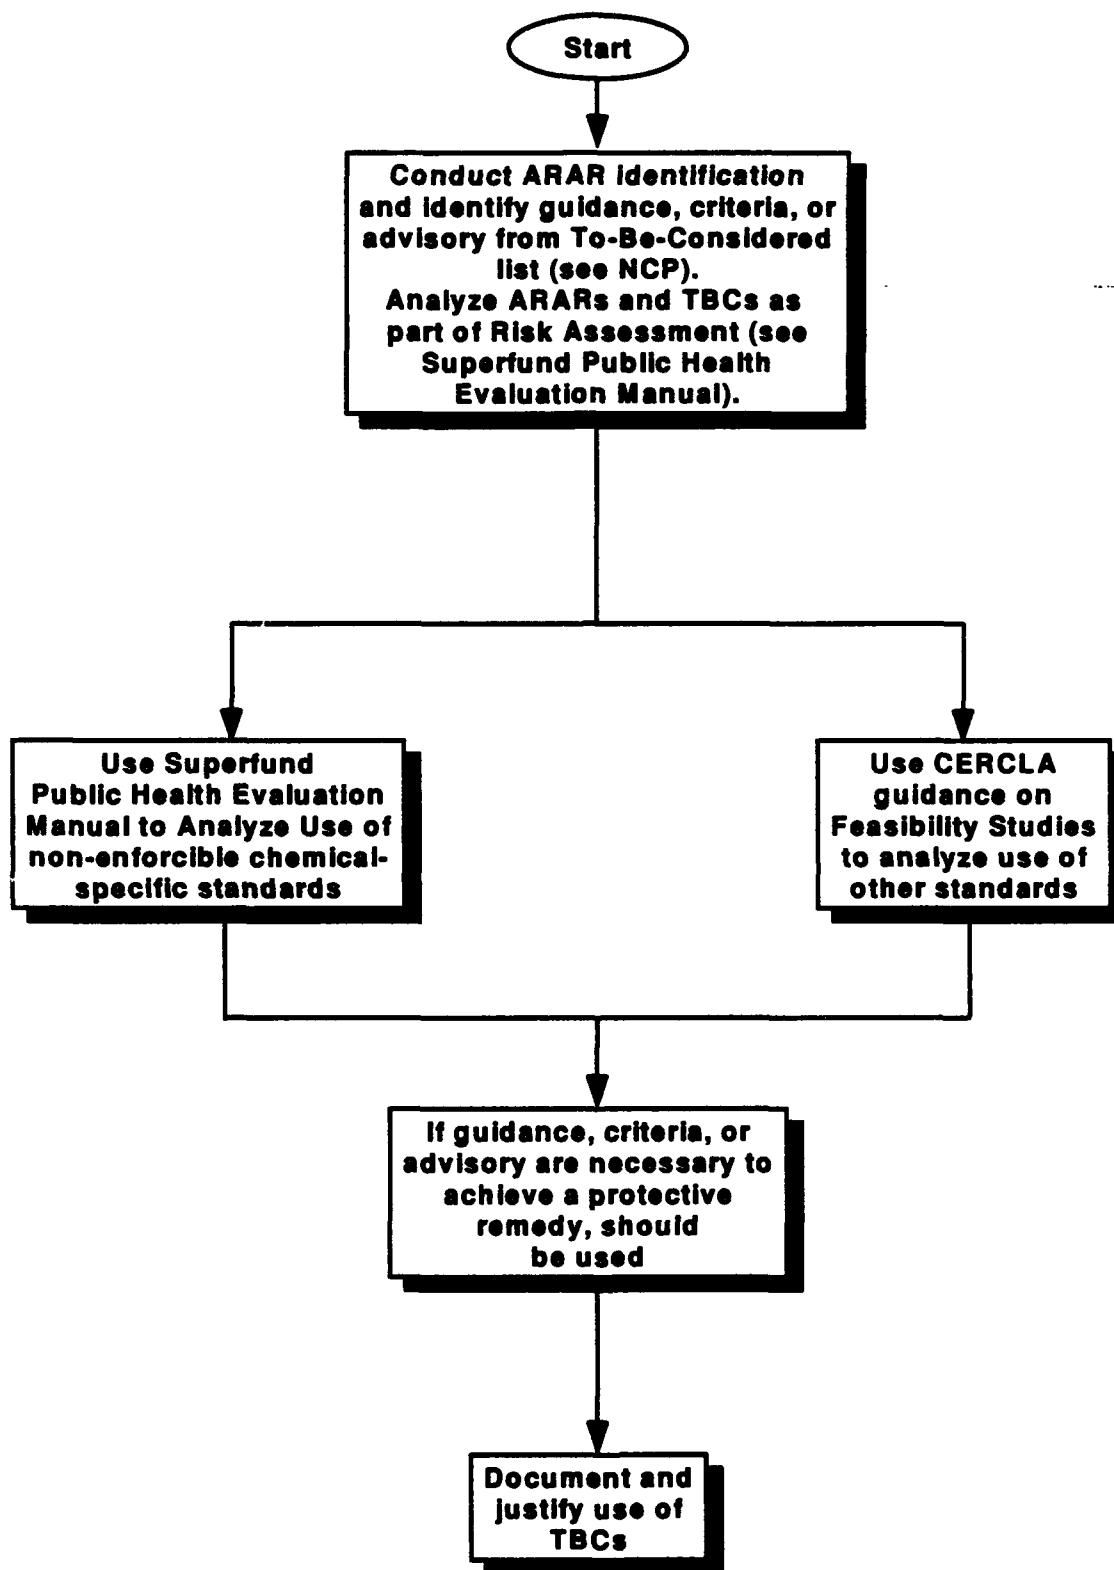 Start
Conduct ARAR identification
and identify guidance, criteria, or
advisory from To-Be-Considered
list (see NCP).
Analyze ARARs and TBCs as
part of Risk Assessment (see
Superfund Public Health
Evaluation Manual).
Use Superfund
Public Health Evaluation
Manual to Analyze Use of
non-enforcible chemical-
specific standards
Use CERCLA
guidance on
Feasibility Studies
to analyze use of
other standards
If guidance, criteria, or
advisory are necessary to
achieve a protective
remedy, should
be used
Document and
justify use of
TBCs